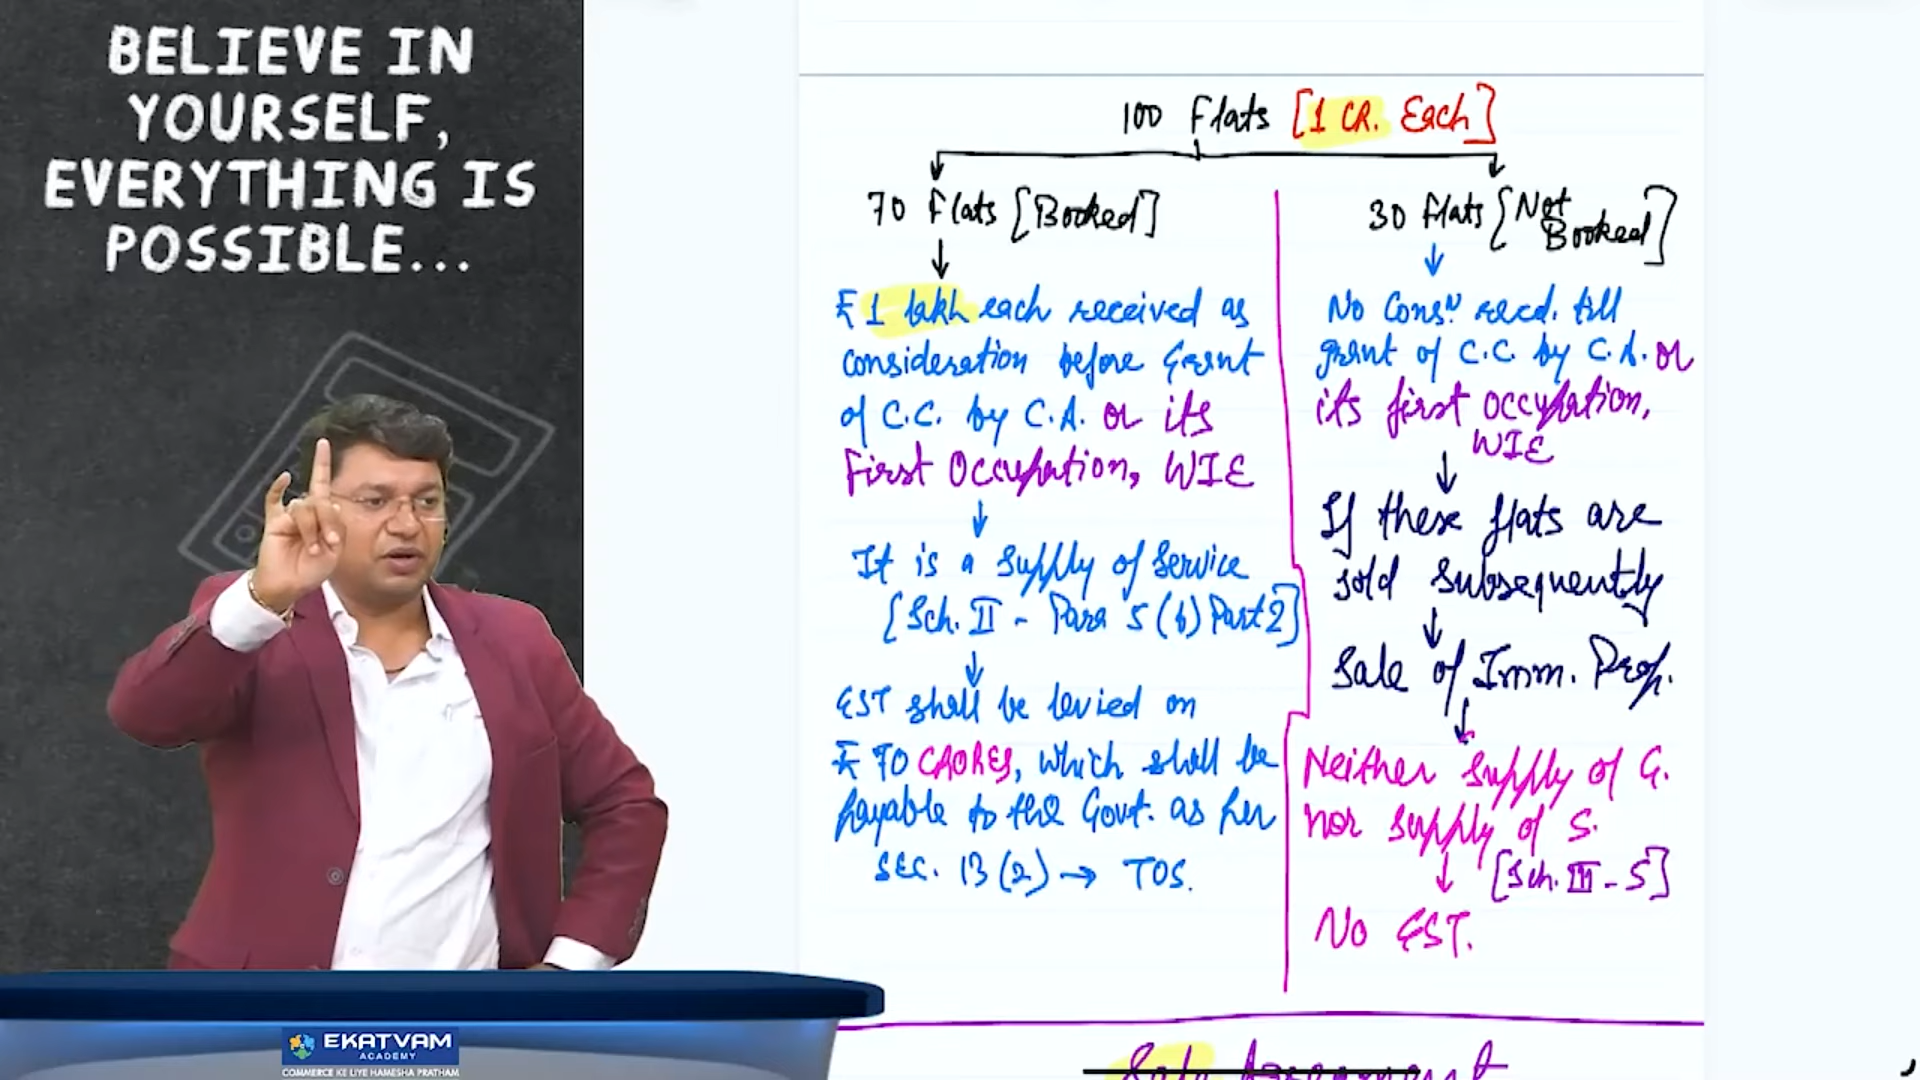 BELIEVE IN
YOURSELF,
EVERYTHING IS
POSSIBLE...
EKATVAM
ACADEMY
COMMERCE KE LIYE HAMESHA PRATHAM
100 Flats [1 CR. Each]
70 Flats [Booked]
₹ 1 lakh each received as
consideration before Grant
of C.C. by C.A. or its
First Occupation, WIE
It is a Supply of Service
[Sch. II - Para 5 (b) Part 2]
GST shall be levied on
₹ 70 CRORES, which shall be
payable to the Govt. as per
SEC. 13 (2) → TOS.
30 Flats [Not
Booked]
No Consⁿ. recd. till
grant of C.C. by C.A. or
its first occupation,
WIE
If these flats are
sold subsequently
Sale of Imm. Prop.
Neither Supply of G.
nor supply of S.
[Sch. III - 5]
No GST.